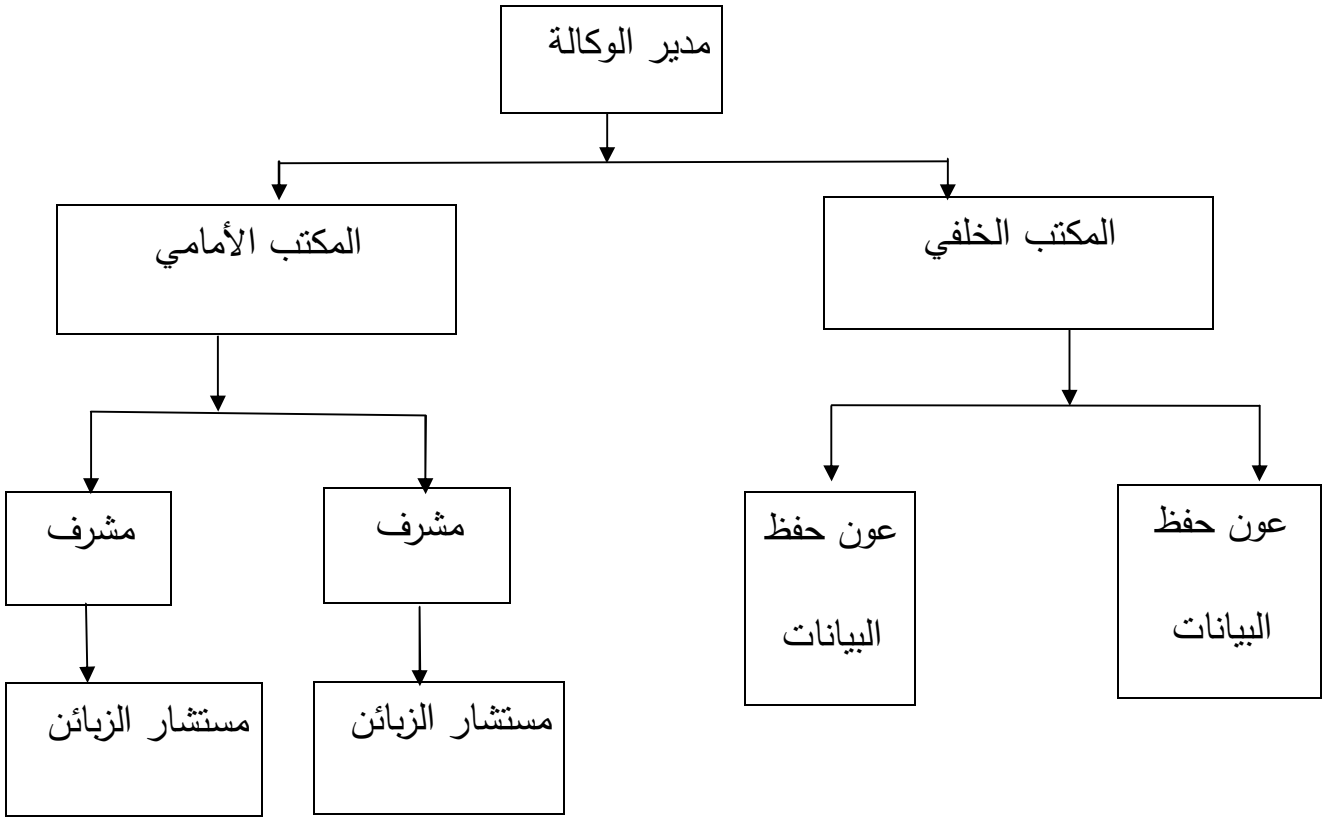 مدير الوكالة
المكتب الخلفي
المكتب الأمامي
عون حفظ
البيانات
عون حفظ
البيانات
مشرف
مشرف
مستشار الزبائن
مستشار الزبائن